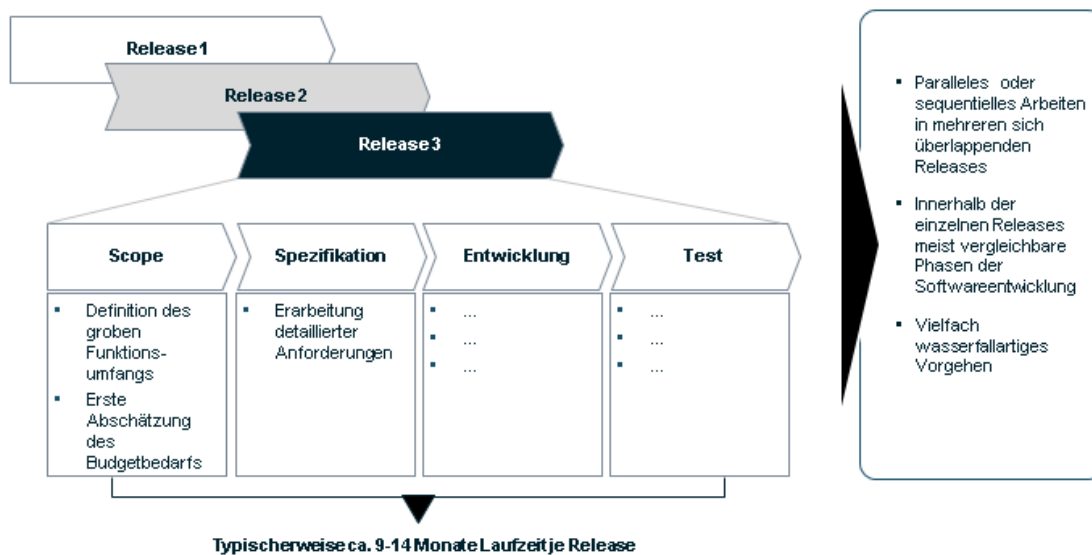 Release 1
Release 2
Release 3
Scope
Spezifikation
Entwicklung
Test
▪ Definition des
groben
Funktions-
umfangs
▪ Erste
Abschätzung
des
Budgetbedarfs
▪ Erarbeitung
detaillierter
Anforderungen
▪ ...
▪ ...
▪ ...
▪ ...
▪ ...
▪ ...
Typischerweise ca. 9-14 Monate Laufzeit je Release
▪ Paralleles oder
sequentielles Arbeiten
in mehreren sich
überlappenden
Releases
▪ Innerhalb der
einzelnen Releases
meist vergleichbare
Phasen der
Softwareentwicklung
▪ Vielfach
wasserfallartiges
Vorgehen